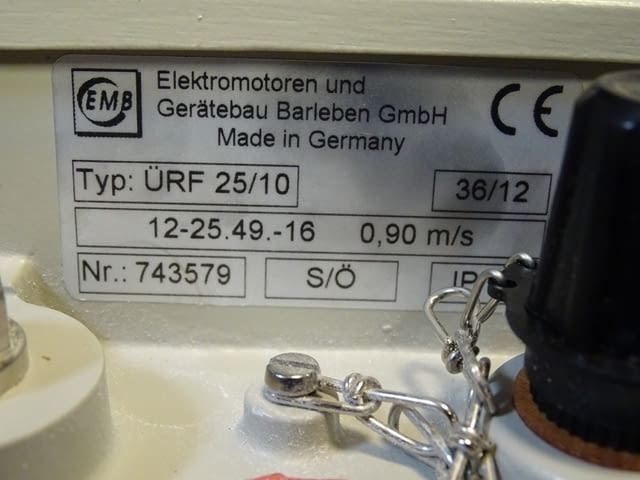 EMB
Elektromotoren und
Gerätebau Barleben GmbH
Made in Germany
CE
Typ: ÜRF 25/10
36/12
12-25.49.-16 0,90 m/s
Nr.: 743579
S/Ö